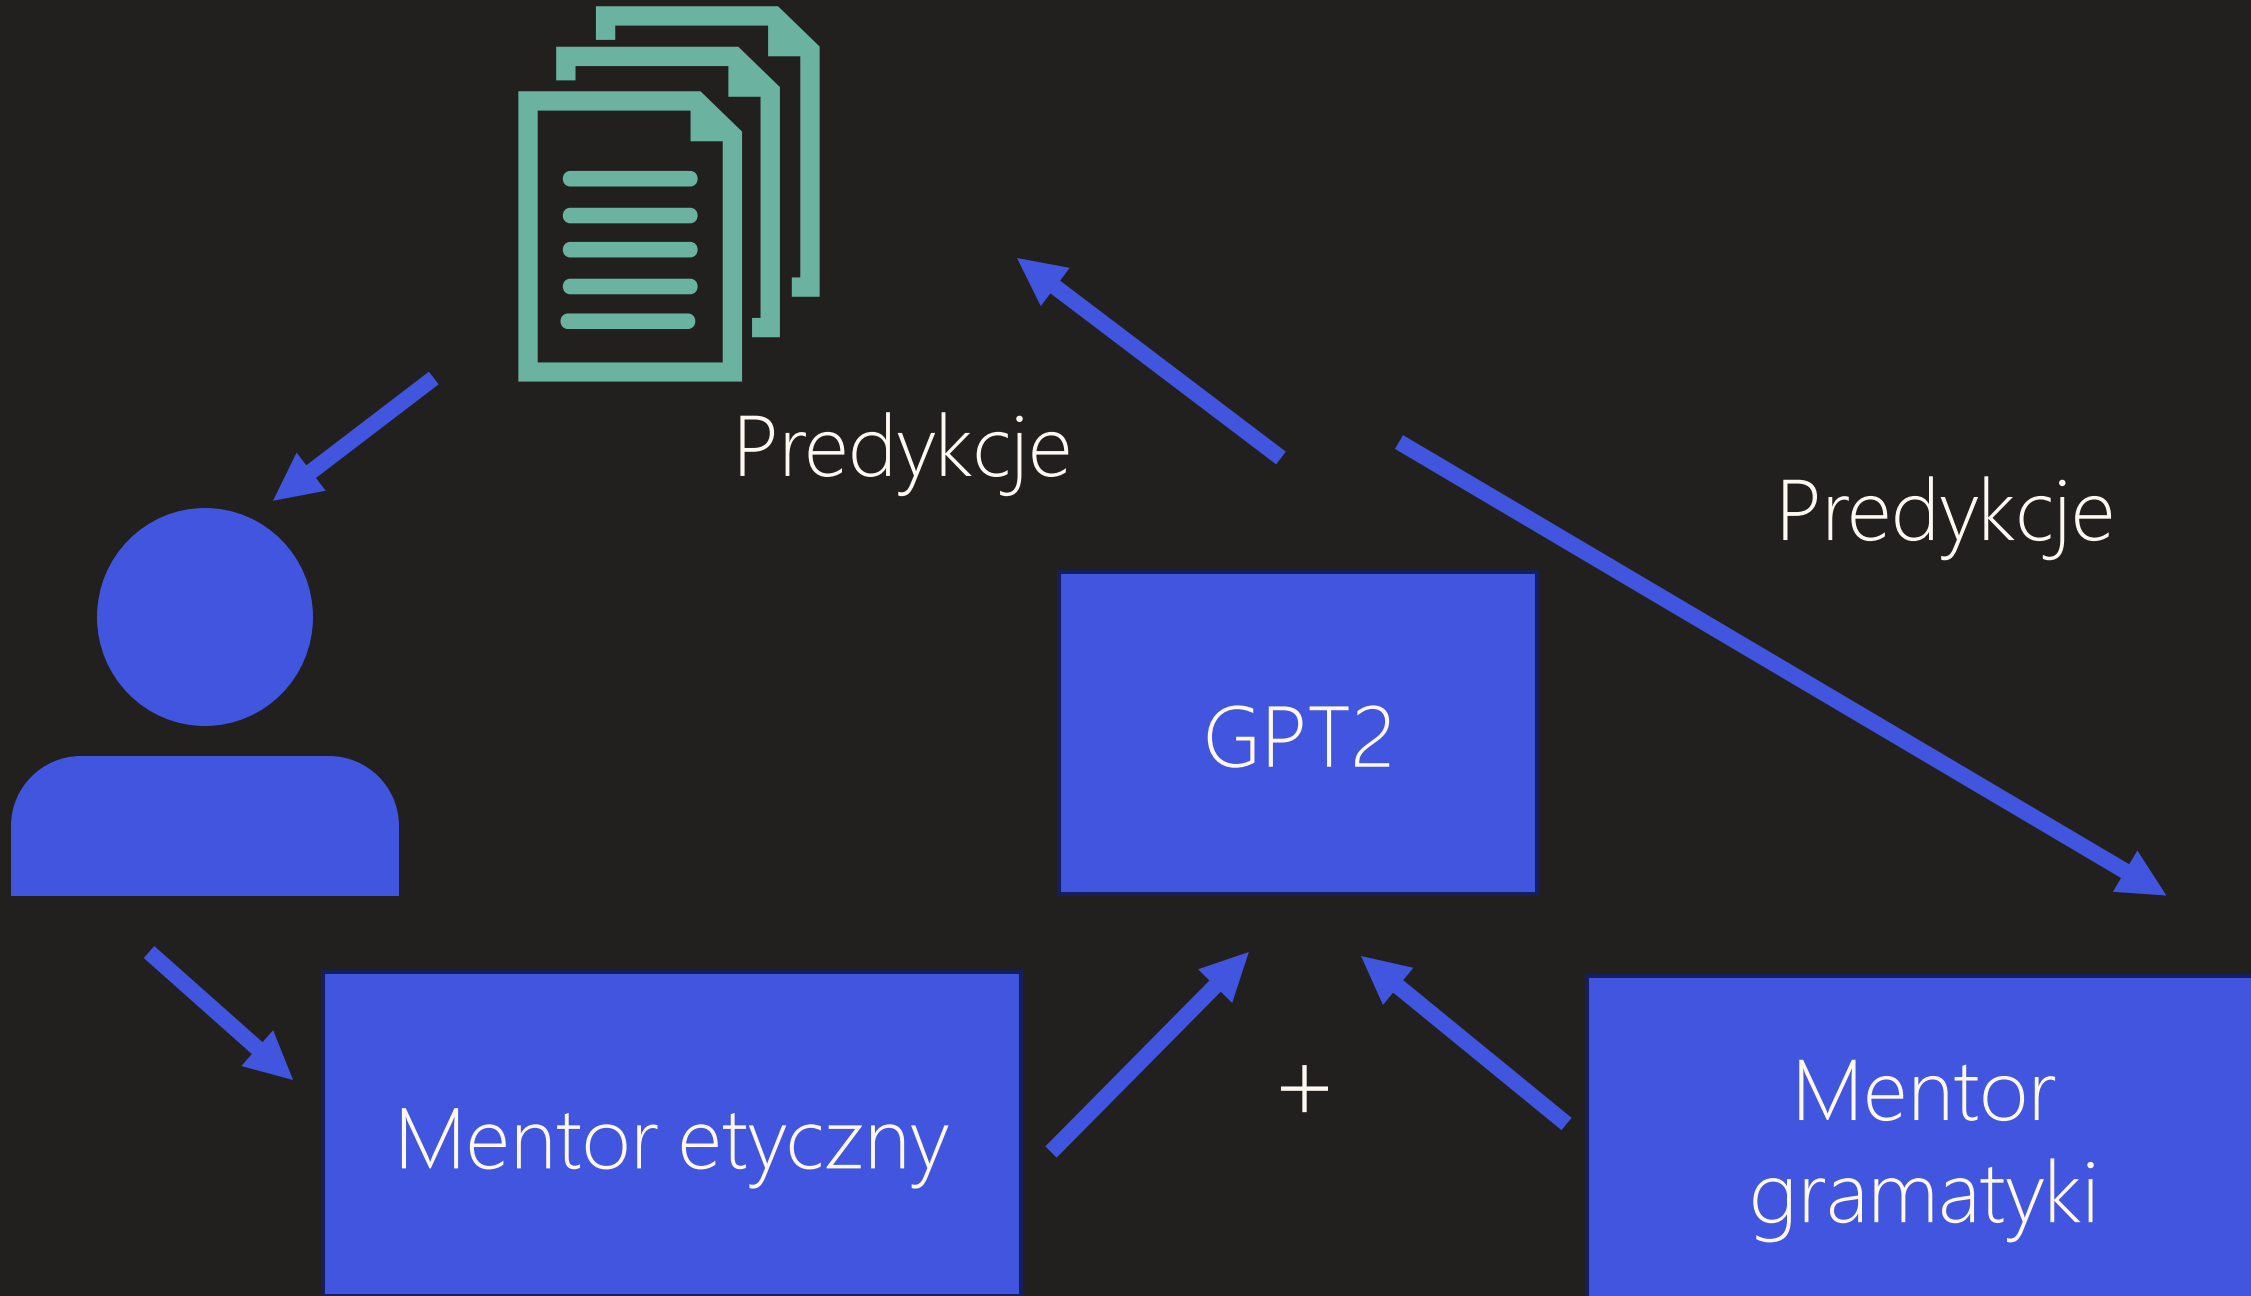 Predykcje
Predykcje
GPT2
+
Mentor etyczny
Mentor
gramatyki